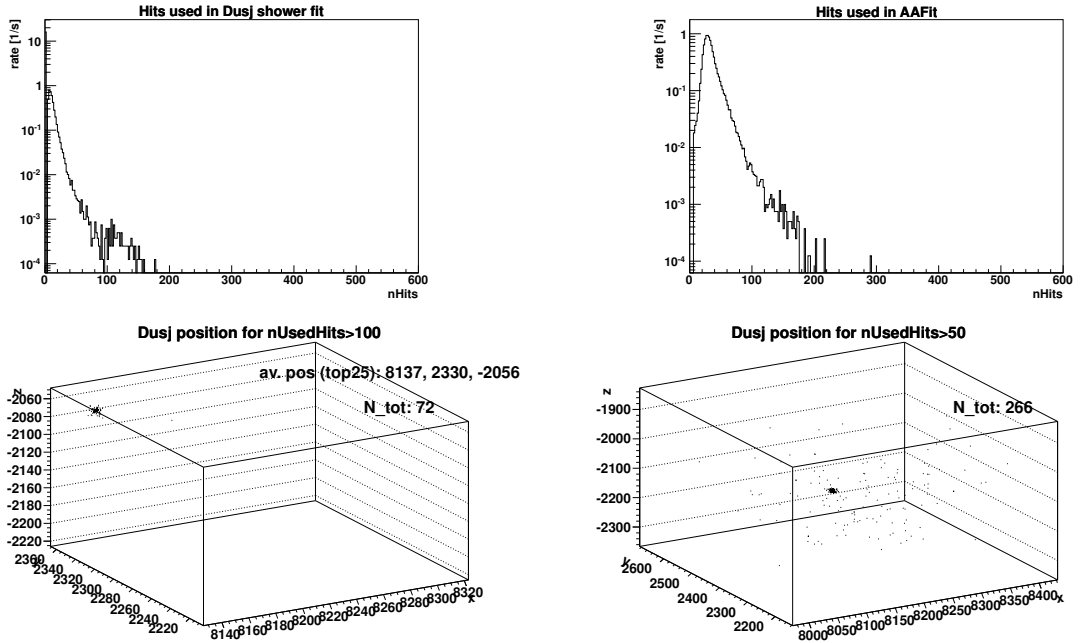 Hits used in Dusj shower fit
rate [1/s]
10
1
10-1
10-2
10-3
10-4
0 100 200 300 400 500 600
nHits
Hits used in AAFit
rate [1/s]
1
10-1
10-2
10-3
10-4
0 100 200 300 400 500 600
nHits
Dusj position for nUsedHits>100
av. pos (top25): 8137, 2330, -2056
N_tot: 72
z
-2060
-2080
-2100
-2120
-2140
-2160
-2180
-2200
-2220
y
2360 2340 2320 2300 2280 2260 2240 2220
8140 8160 8180 8200 8220 8240 8260 8280 8300 8320
x
Dusj position for nUsedHits>50
N_tot: 266
z
-1900
-2000
-2100
-2200
-2300
y
2600 2500 2400 2300 2200
8000 8050 8100 8150 8200 8250 8300 8350 8400
x